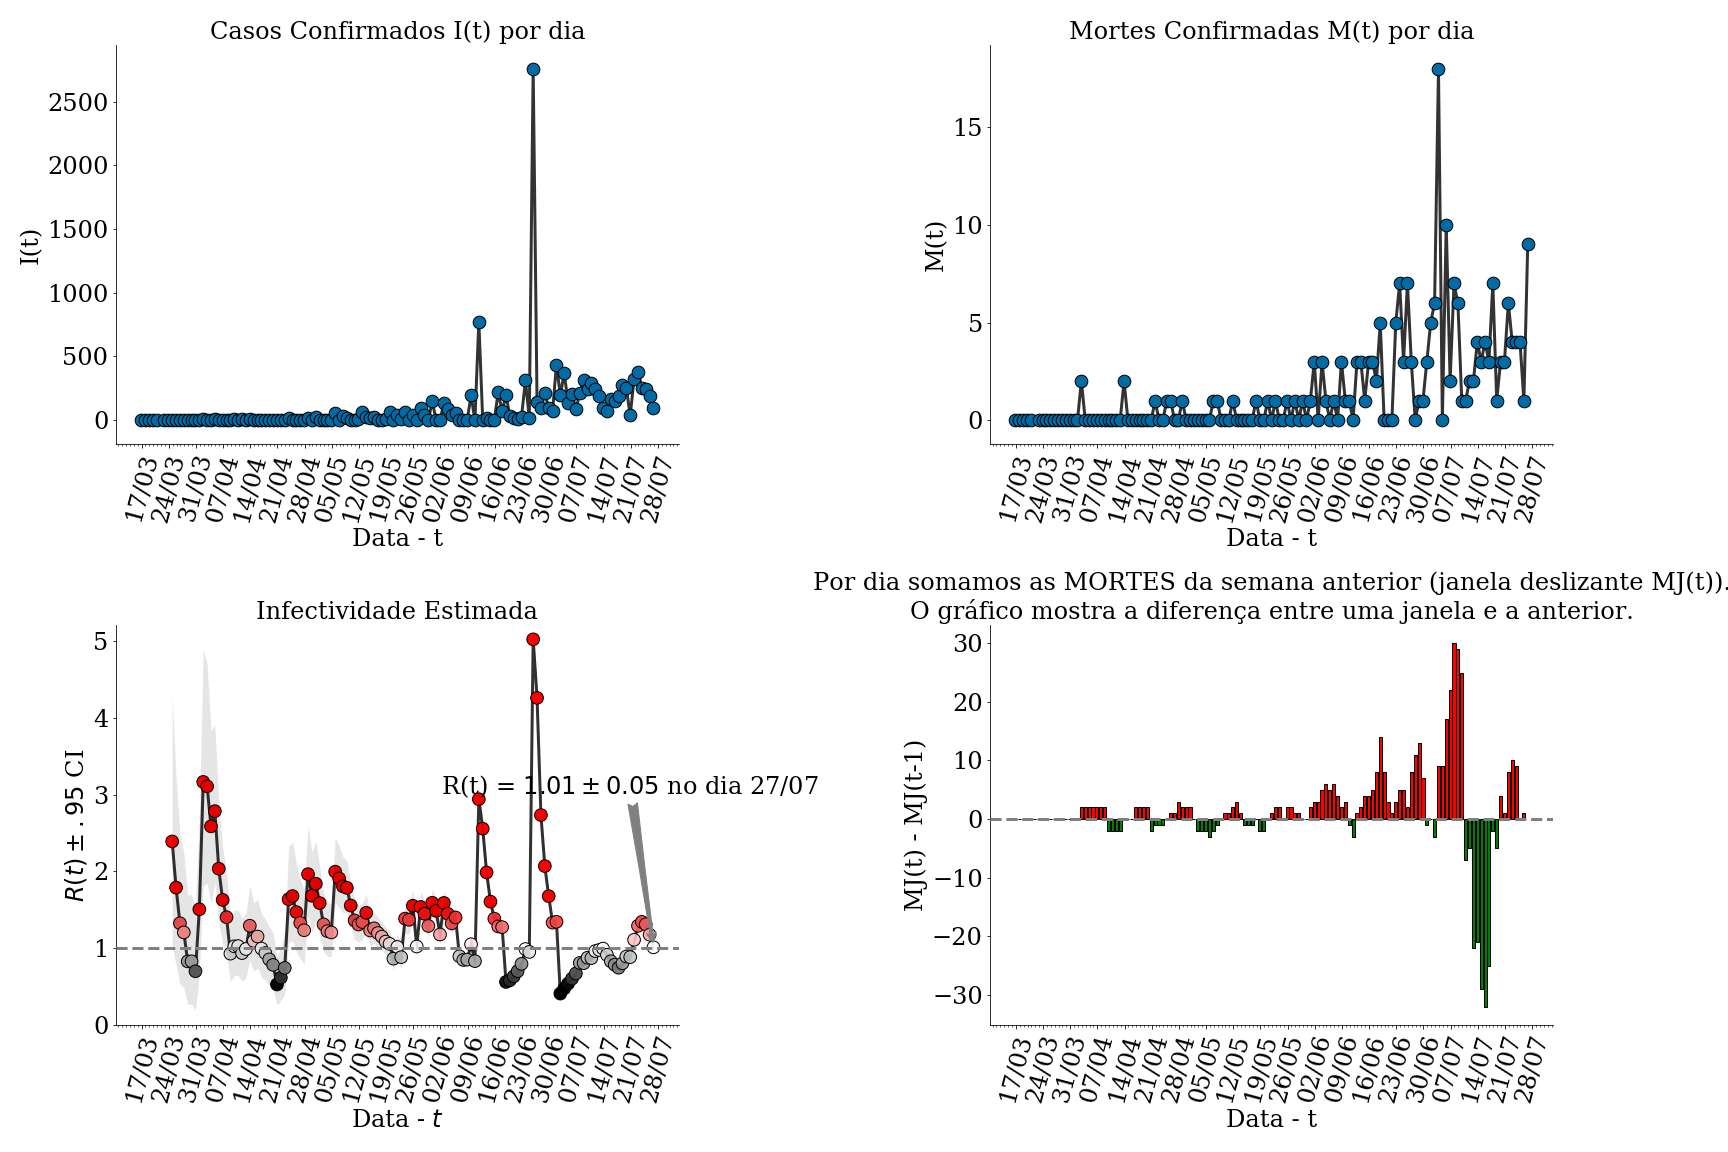 Casos Confirmados I(t) por dia
I(t)
2500
2000
1500
1000
500
0
17/03 24/03 31/03 07/04 14/04 21/04 28/04 05/05 12/05 19/05 26/05 02/06 09/06 16/06 23/06 30/06 07/07 14/07 21/07 28/07
Data - t
Mortes Confirmadas M(t) por dia
M(t)
15
10
5
0
17/03 24/03 31/03 07/04 14/04 21/04 28/04 05/05 12/05 19/05 26/05 02/06 09/06 16/06 23/06 30/06 07/07 14/07 21/07 28/07
Data - t
Infectividade Estimada
R(t) ± .95 CI
5
4
3
2
1
0
R(t) = 1.01 ± 0.05 no dia 27/07
17/03 24/03 31/03 07/04 14/04 21/04 28/04 05/05 12/05 19/05 26/05 02/06 09/06 16/06 23/06 30/06 07/07 14/07 21/07 28/07
Data - t
Por dia somamos as MORTES da semana anterior (janela deslizante MJ(t)).
O gráfico mostra a diferença entre uma janela e a anterior.
MJ(t) - MJ(t-1)
30
20
10
0
−10
−20
−30
17/03 24/03 31/03 07/04 14/04 21/04 28/04 05/05 12/05 19/05 26/05 02/06 09/06 16/06 23/06 30/06 07/07 14/07 21/07 28/07
Data - t